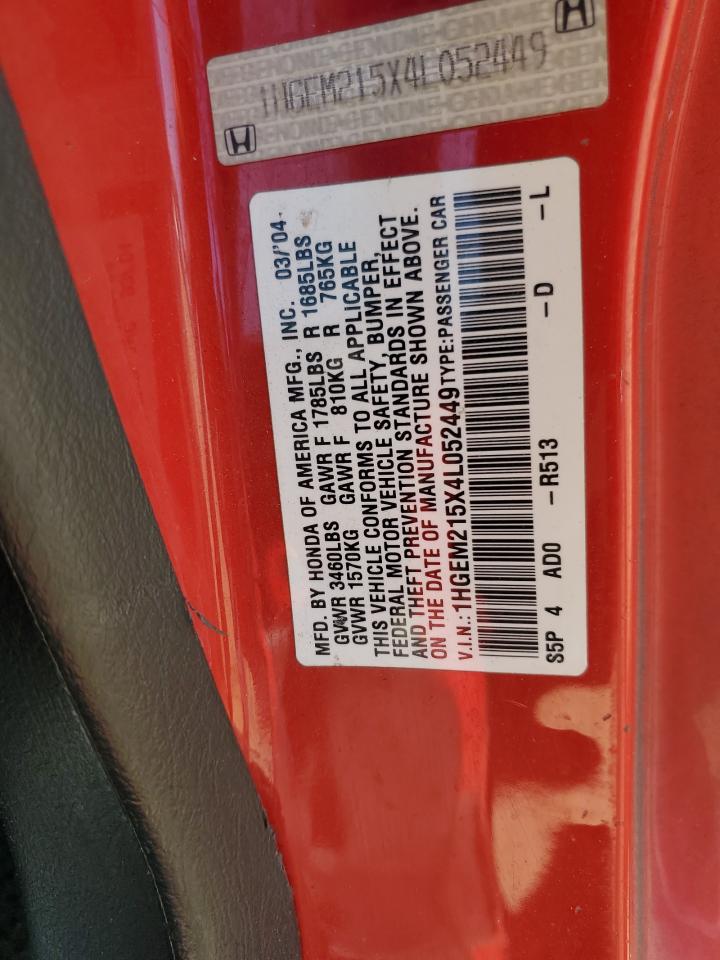 1HGEM215X4L052449
MFD. BY HONDA OF AMERICA MFG., INC. 03/'04
GVWR 3460LBS GAWR F 1785LBS R 1685LBS
GVWR 1570KG GAWR F 810KG R 765KG
THIS VEHICLE CONFORMS TO ALL APPLICABLE
FEDERAL MOTOR VEHICLE SAFETY, BUMPER,
AND THEFT PREVENTION STANDARDS IN EFFECT
ON THE DATE OF MANUFACTURE SHOWN ABOVE.
V.I.N.: 1HGEM215X4L052449 TYPE: PASSENGER CAR
S5P 4 AD0 - R513 - D - L